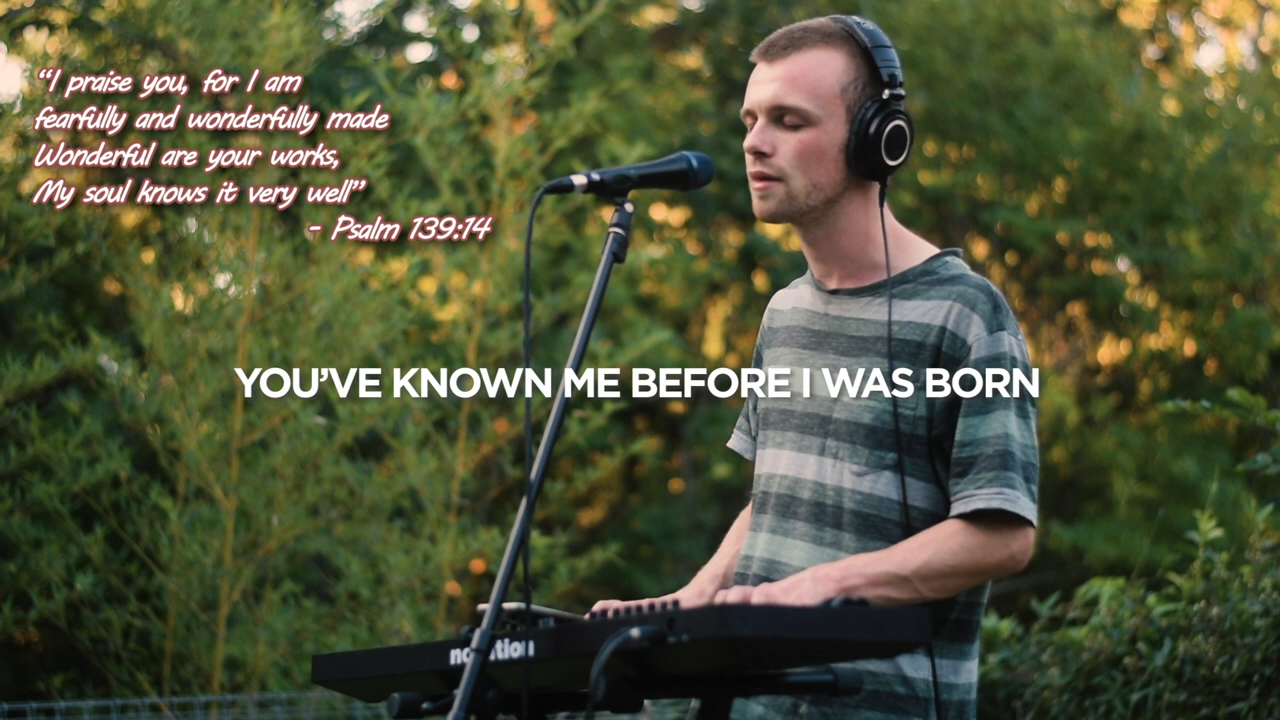 “I praise you, for I am
fearfully and wonderfully made
Wonderful are your works,
My soul knows it very well”
- Psalm 139:14
YOU’VE KNOWN ME BEFORE I WAS BORN
novation